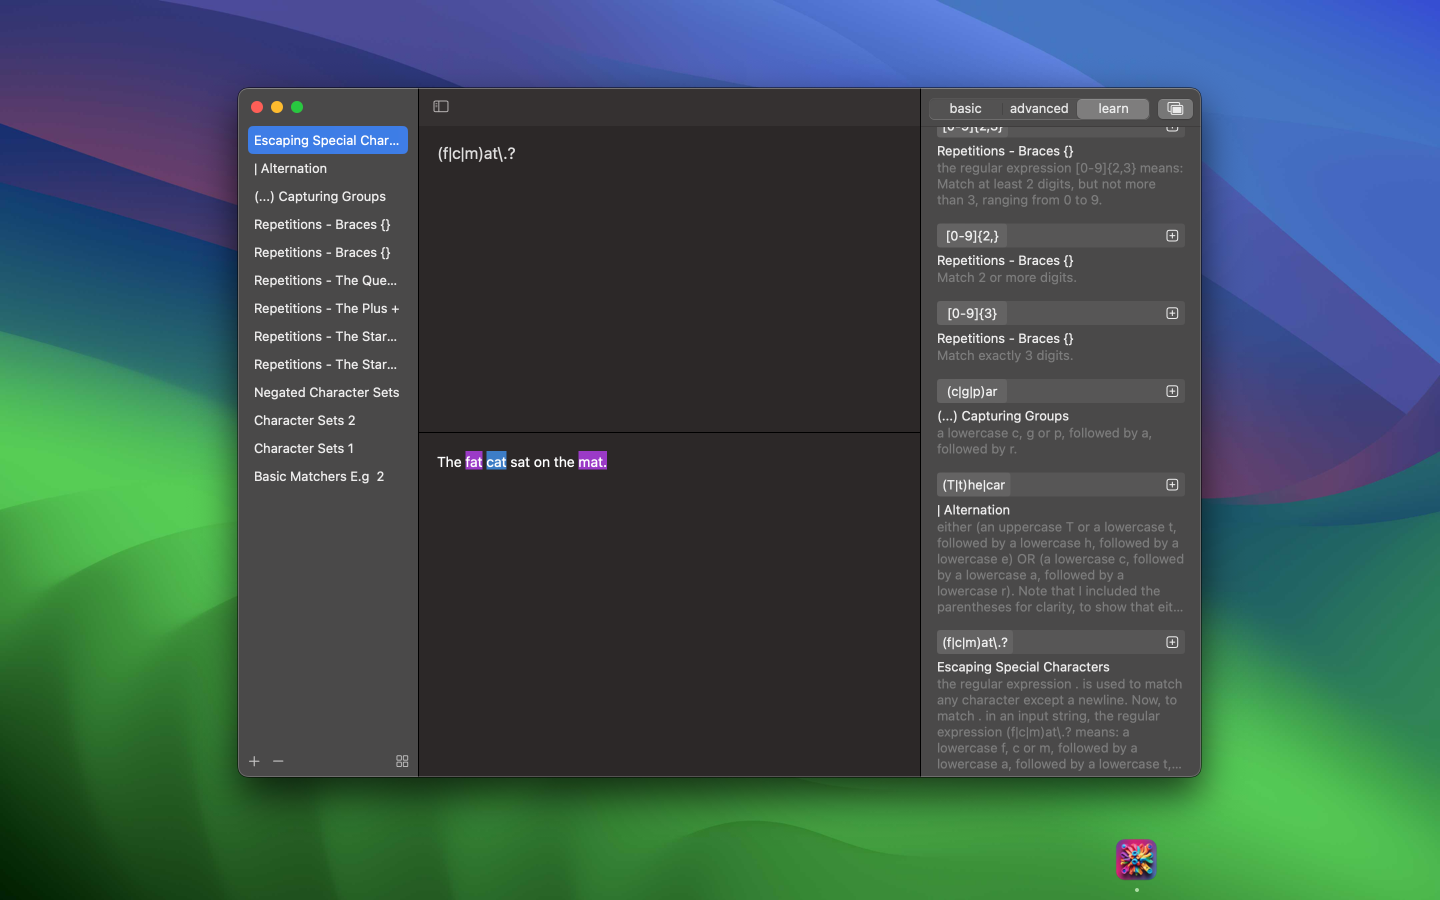 Escaping Special Char...
| Alternation
(...) Capturing Groups
Repetitions - Braces {}
Repetitions - Braces {}
Repetitions - The Que...
Repetitions - The Plus +
Repetitions - The Star...
Repetitions - The Star...
Negated Character Sets
Character Sets 2
Character Sets 1
Basic Matchers E.g 2
(f|c|m)at\.?
The fat cat sat on the mat.
basic advanced learn
[0-9]{2,3}
Repetitions - Braces {}
the regular expression [0-9]{2,3} means:
Match at least 2 digits, but not more
than 3, ranging from 0 to 9.
[0-9]{2,}
Repetitions - Braces {}
Match 2 or more digits.
[0-9]{3}
Repetitions - Braces {}
Match exactly 3 digits.
(c|g|p)ar
(...) Capturing Groups
a lowercase c, g or p, followed by a,
followed by r.
(T|t)he|car
| Alternation
either (an uppercase T or a lowercase t,
followed by a lowercase h, followed by a
lowercase e) OR (a lowercase c, followed
by a lowercase a, followed by a
lowercase r). Note that I included the
parentheses for clarity, to show that eit...
(f|c|m)at\.?
Escaping Special Characters
the regular expression . is used to match
any character except a newline. Now, to
match . in an input string, the regular
expression (f|c|m)at\.? means: a
lowercase f, c or m, followed by a
lowercase a, followed by a lowercase t,...